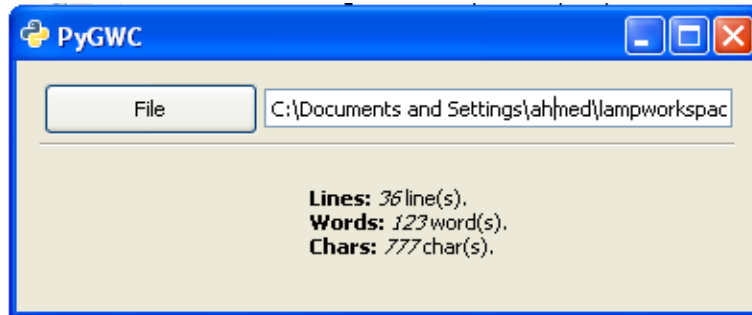 PyGWC
File C:\Documents and Settings\ahmed\lampworkspac
Lines: 36 line(s).
Words: 123 word(s).
Chars: 777 char(s).